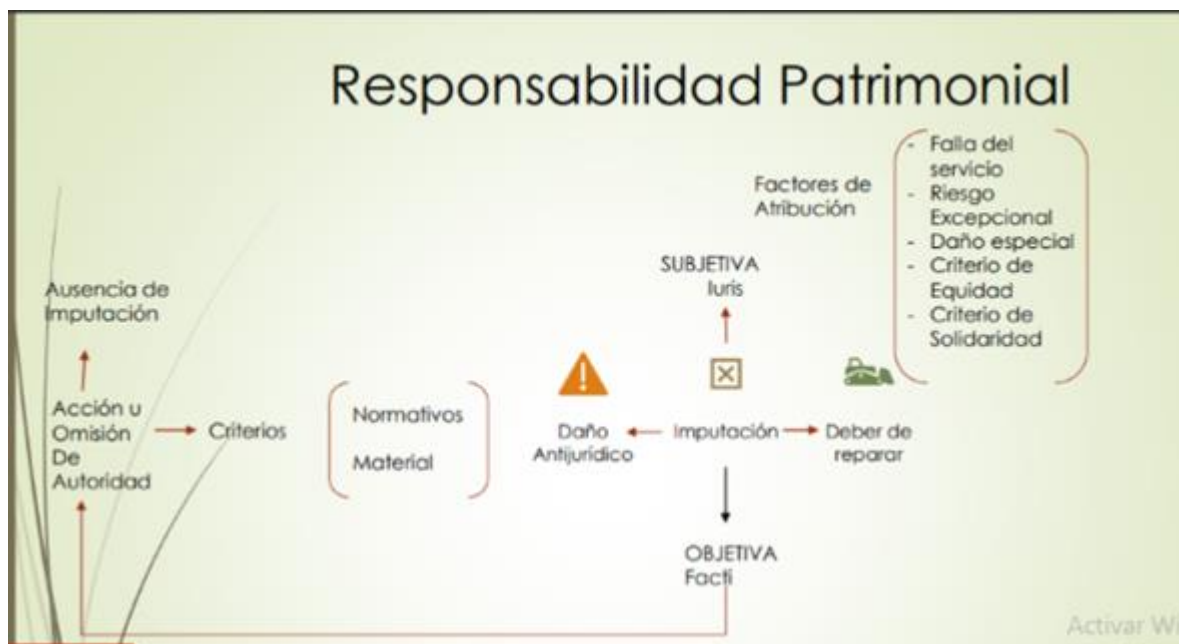 Responsabilidad Patrimonial
Factores de
Atribución
- Falla del
servicio
- Riesgo
Excepcional
- Daño especial
- Criterio de
Equidad
- Criterio de
Solidaridad
SUBJETIVA
Iuris
Ausencia de
Imputación
Acción u
Omisión
De
Autoridad
Criterios
Normativos
Material
Daño
Antijurídico
Imputación
Deber de
reparar
OBJETIVA
Facti
Activar Wi